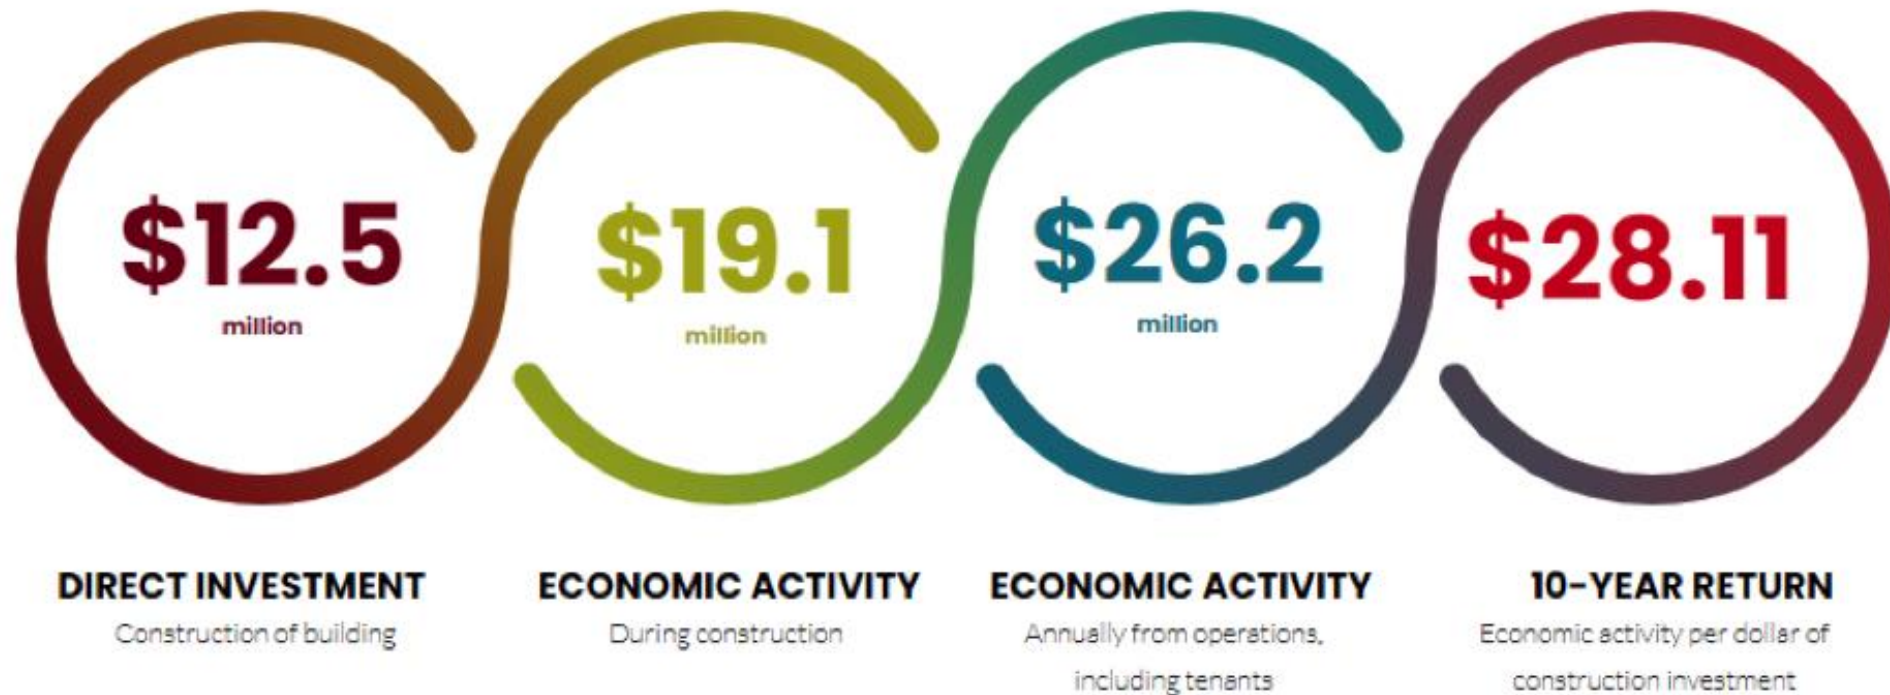 $12.5
million
DIRECT INVESTMENT
Construction of building
$19.1
million
ECONOMIC ACTIVITY
During construction
$26.2
million
ECONOMIC ACTIVITY
Annually from operations,
including tenants
$28.11
10-YEAR RETURN
Economic activity per dollar of
construction investment